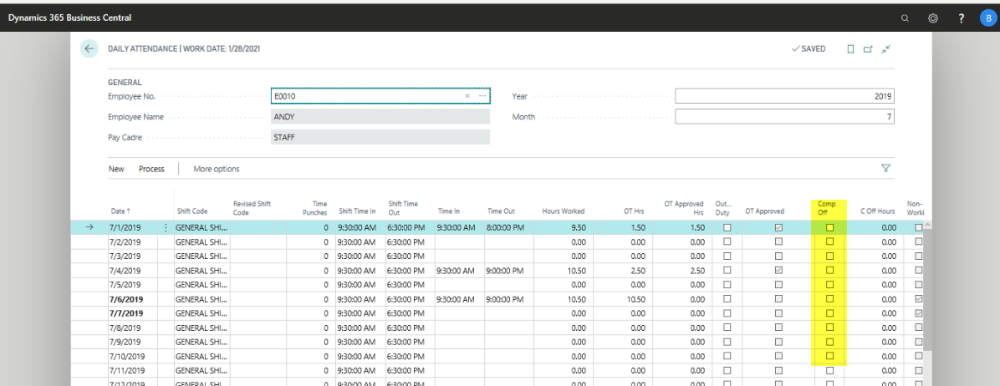 Dynamics 365 Business Central
?
B
DAILY ATTENDANCE | WORK DATE: 1/28/2021
SAVED
GENERAL
Employee No. E0010 × ... Year 2019
Employee Name ANDY Month 7
Pay Cadre STAFF
New Process More options
Date ↑ Shift Code Revised Shift Code Time Punches Shift Time In Shift Time Out Time In Time Out Hours Worked OT Hrs OT Approved Hrs Out... Duty OT Approved Comp Off C Off Hours Non- Worki
7/1/2019 GENERAL SHI... 0 9:30:00 AM 6:30:00 PM 9:30:00 AM 8:00:00 PM 9.50 1.50 1.50 0.00
7/2/2019 GENERAL SHI... 0 9:30:00 AM 6:30:00 PM 0.00 0.00 0.00 0.00
7/3/2019 GENERAL SHI... 0 9:30:00 AM 6:30:00 PM 0.00 0.00 0.00 0.00
7/4/2019 GENERAL SHI... 0 9:30:00 AM 6:30:00 PM 9:30:00 AM 9:00:00 PM 10.50 2.50 2.50 0.00
7/5/2019 GENERAL SHI... 0 9:30:00 AM 6:30:00 PM 0.00 0.00 0.00 0.00
7/6/2019 GENERAL SHI... 0 9:30:00 AM 6:30:00 PM 9:30:00 AM 9:00:00 PM 10.50 10.50 0.00 0.00
7/7/2019 GENERAL SHI... 0 9:30:00 AM 6:30:00 PM 0.00 0.00 0.00 0.00
7/8/2019 GENERAL SHI... 0 9:30:00 AM 6:30:00 PM 0.00 0.00 0.00 0.00
7/9/2019 GENERAL SHI... 0 9:30:00 AM 6:30:00 PM 0.00 0.00 0.00 0.00
7/10/2019 GENERAL SHI... 0 9:30:00 AM 6:30:00 PM 0.00 0.00 0.00 0.00
7/11/2019 GENERAL SHI... 0 9:30:00 AM 6:30:00 PM 0.00 0.00 0.00 0.00
7/12/2019 GENERAL SHI... 0 9:30:00 AM 6:30:00 PM 0.00 0.00 0.00 0.00